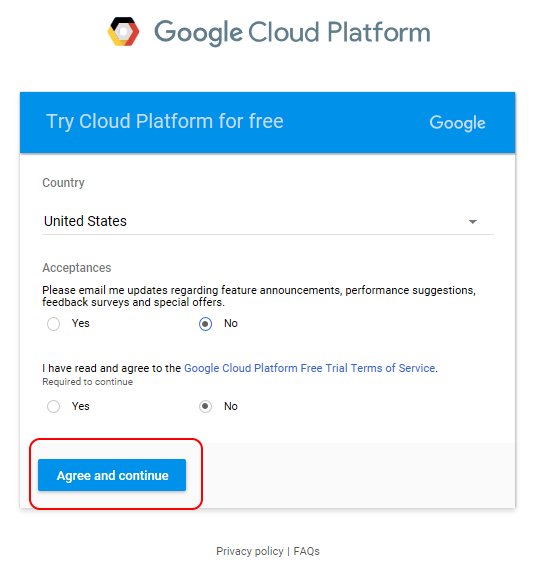 Google Cloud Platform
Try Cloud Platform for free
Google
Country
United States
Acceptances
Please email me updates regarding feature announcements, performance suggestions,
feedback surveys and special offers.
Yes No
I have read and agree to the Google Cloud Platform Free Trial Terms of Service.
Required to continue
Yes No
Agree and continue
Privacy policy | FAQs